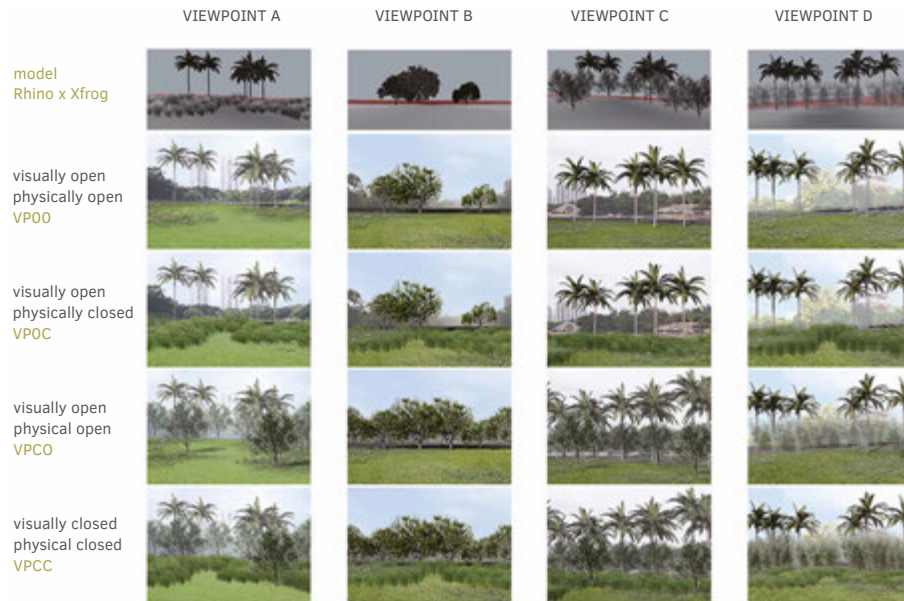 VIEWPOINT A VIEWPOINT B VIEWPOINT C VIEWPOINT D
model
Rhino x Xfrog
visually open
physically open
VPOO
visually open
physically closed
VPOC
visually open
physical open
VPCO
visually closed
physical closed
VPCC